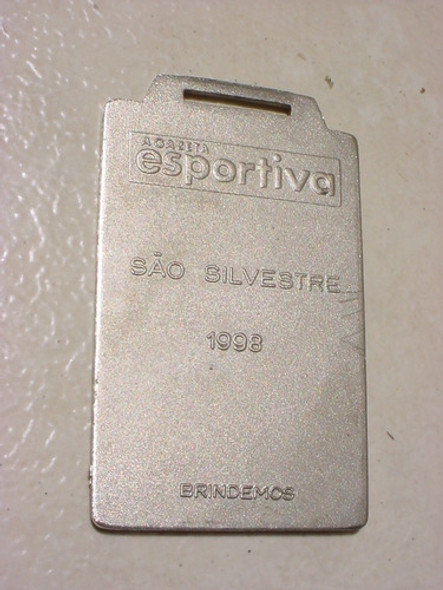 A GAZETA
esportiva
SÃO SILVESTRE
1998
BRINDEMOS